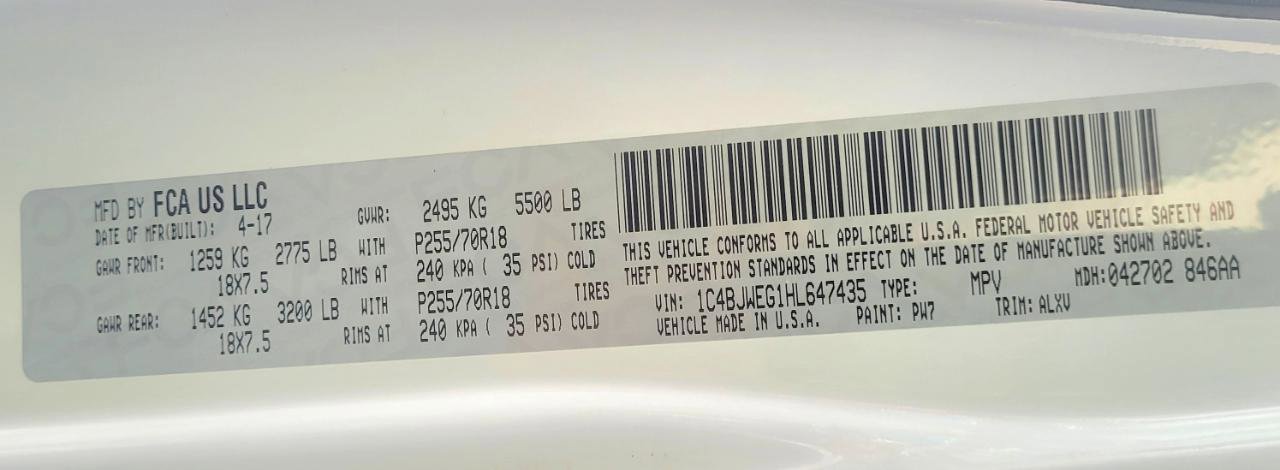 MFD BY FCA US LLC
DATE OF MFR(BUILT): 4-17 GVWR: 2495 KG 5500 LB
GAWR FRONT: 1259 KG 2775 LB WITH P255/70R18 TIRES
18X7.5 RIMS AT 240 KPA ( 35 PSI) COLD
GAWR REAR: 1452 KG 3200 LB WITH P255/70R18 TIRES
18X7.5 RIMS AT 240 KPA ( 35 PSI) COLD
THIS VEHICLE CONFORMS TO ALL APPLICABLE U.S.A. FEDERAL MOTOR VEHICLE SAFETY AND
THEFT PREVENTION STANDARDS IN EFFECT ON THE DATE OF MANUFACTURE SHOWN ABOVE.
VIN: 1C4BJWEG1HL647435 TYPE: MPV MDH:042702 846AA
VEHICLE MADE IN U.S.A. PAINT: PW7 TRIM: ALXV